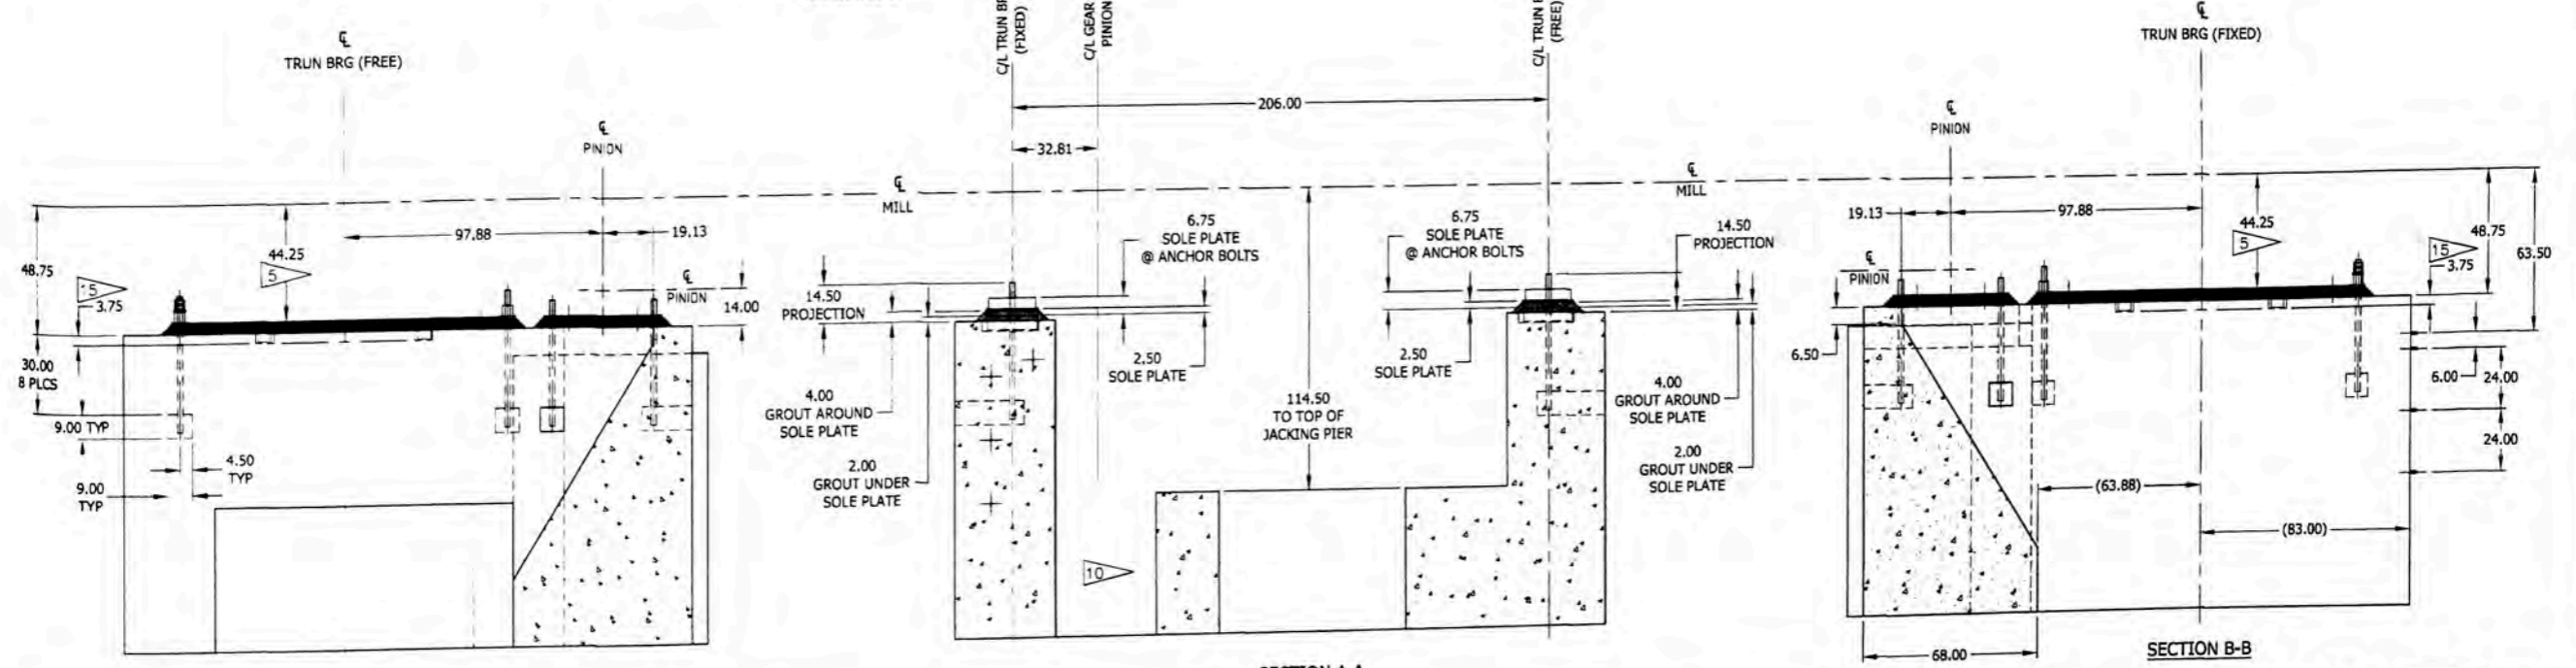 ℄
TRUN BRG (FREE)
℄
PINION
97.88
19.13
48.75
44.25
5
15
3.75
℄
PINION
14.00
30.00
8 PLCS
9.00 TYP
4.50
TYP
9.00
TYP
C/L TRUN
(FIXED)
C/L GEAR
PINION
C/L TRUN
(FREE)
206.00
32.81
℄
MILL
℄
MILL
6.75
SOLE PLATE
@ ANCHOR BOLTS
6.75
SOLE PLATE
@ ANCHOR BOLTS
14.50
PROJECTION
14.50
PROJECTION
2.50
SOLE PLATE
2.50
SOLE PLATE
4.00
GROUT AROUND
SOLE PLATE
114.50
TO TOP OF
JACKING PIER
4.00
GROUT AROUND
SOLE PLATE
2.00
GROUT UNDER
SOLE PLATE
2.00
GROUT UNDER
SOLE PLATE
10
℄
TRUN BRG (FIXED)
℄
PINION
19.13
97.88
44.25
5
48.75
15
3.75
63.50
℄
PINION
6.50
6.00
24.00
24.00
(63.88)
(83.00)
68.00
SECTION B-B